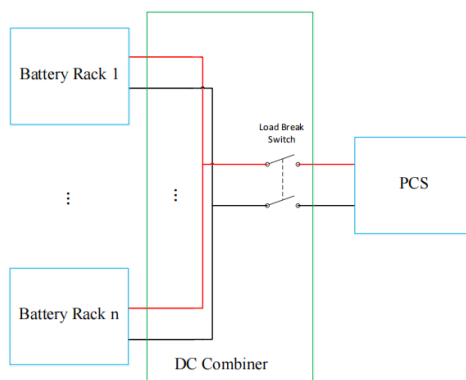 Battery Rack 1
Load Break
Switch
PCS
⋮
⋮
Battery Rack n
DC Combiner